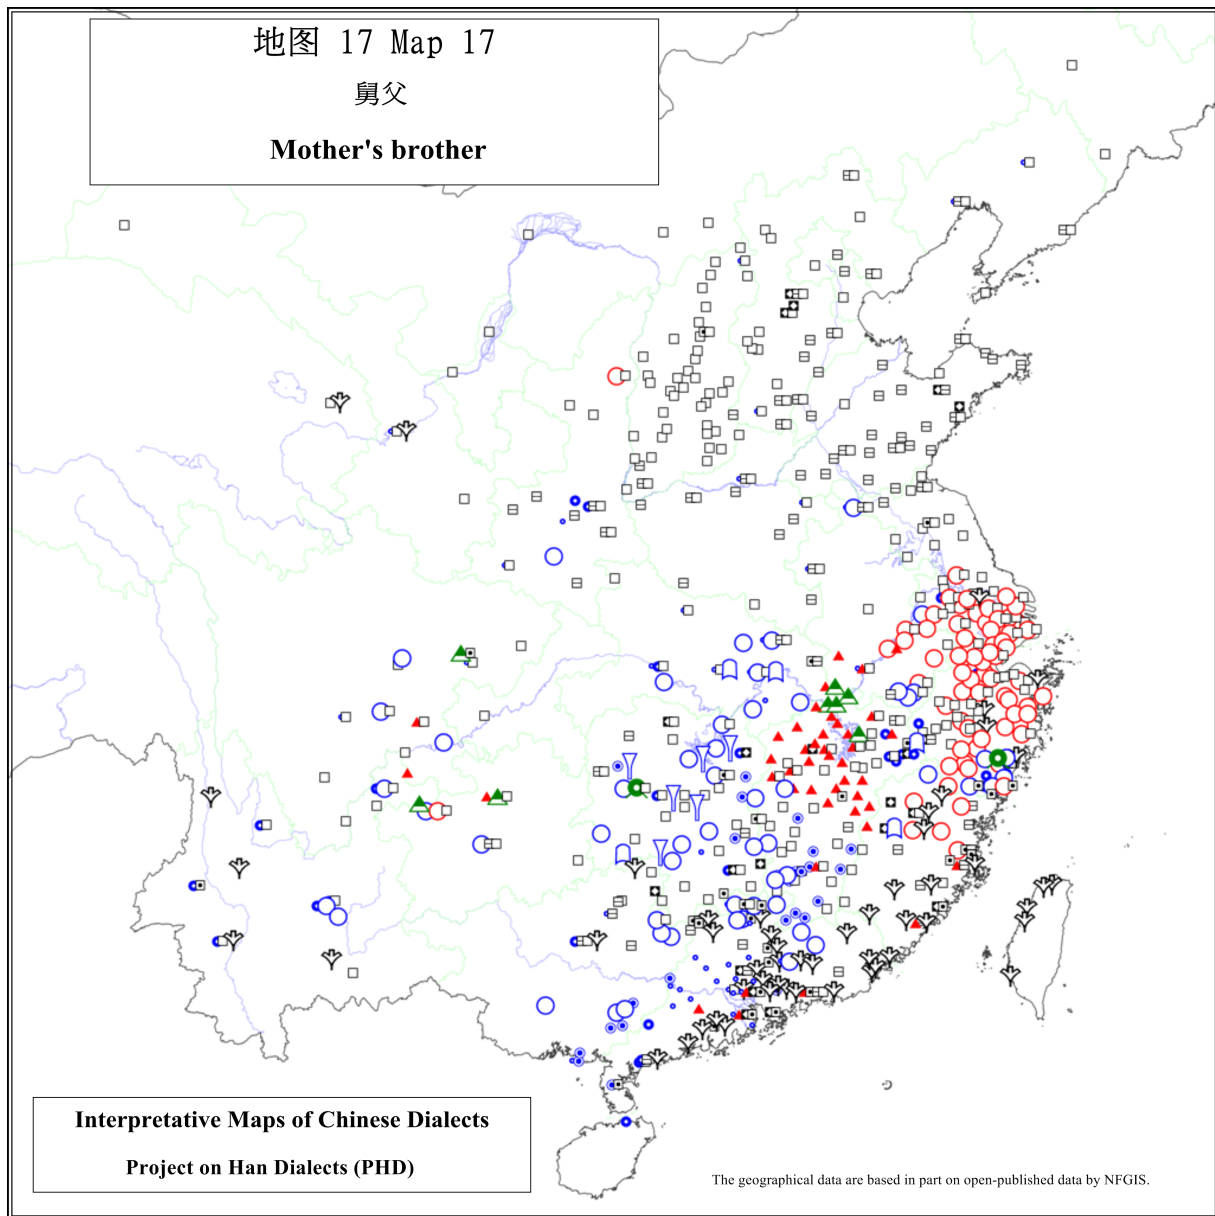 地图 17 Map 17
舅父
Mother's brother
Interpretative Maps of Chinese Dialects
Project on Han Dialects (PHD)
The geographical data are based in part on open-published data by NFGIS.